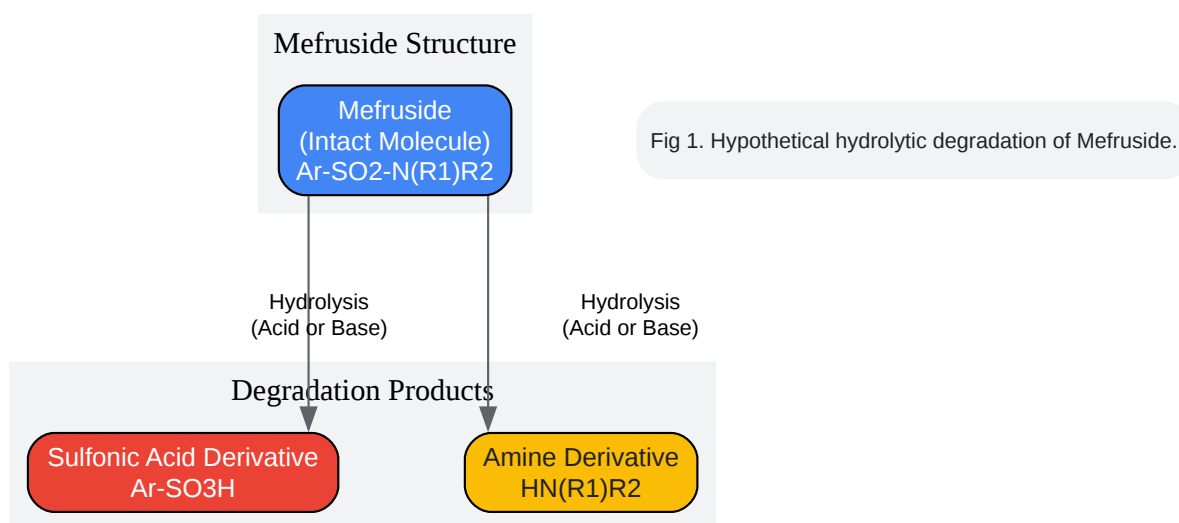 Mefruside Structure
Mefruside
(Intact Molecule)
Ar-SO2-N(R1)R2
Fig 1. Hypothetical hydrolytic degradation of Mefruside.
Hydrolysis
(Acid or Base)
Hydrolysis
(Acid or Base)
Degradation Products
Sulfonic Acid Derivative
Ar-SO3H
Amine Derivative
HN(R1)R2